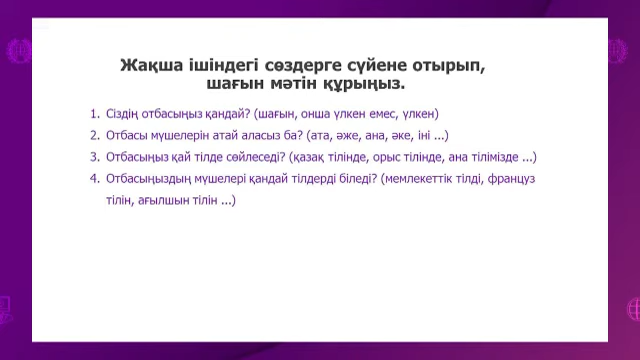 Жақша ішіндегі сөздерге сүйене отырып,
шағын мәтін құрыңыз.
1. Сіздің отбасыңыз қандай? (шағын, онша үлкен емес, үлкен)
2. Отбасы мүшелерін атай аласыз ба? (ата, әже, ана, әке, іні ...)
3. Отбасыңыз қай тілде сөйлеседі? (қазақ тілінде, орыс тілінде, ана тілімізде ...)
4. Отбасыңыздың мүшелері қандай тілдерді біледі? (мемлекеттік тілді, француз
тілін, ағылшын тілін ...)